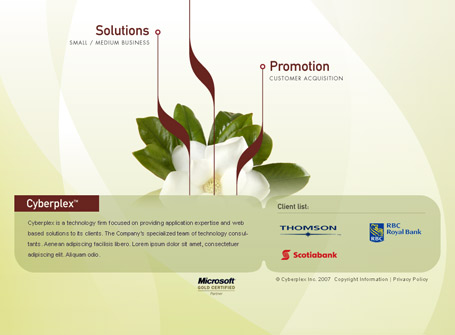 Solutions
SMALL / MEDIUM BUSINESS
Promotion
CUSTOMER ACQUISITION
Cyberplex™
Cyberplex is a technology firm focused on providing application expertise and web
based solutions to its clients. The Company's specialized team of technology consul-
tants. Aenean adipiscing facilisis libero. Lorem ipsum dolor sit amet, consectetuer
adipiscing elit. Aliquam odio.
Client list:
THOMSON
RBC
RBC
Royal Bank
Scotiabank
Microsoft
GOLD CERTIFIED
Partner
© Cyberplex Inc. 2007 Copyright Information | Privacy Policy